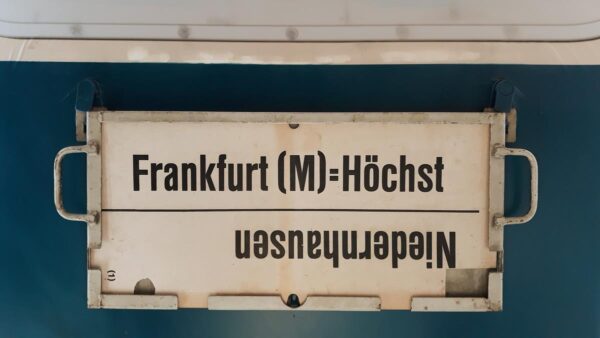 Frankfurt (M)=Höchst
Niedernhausen